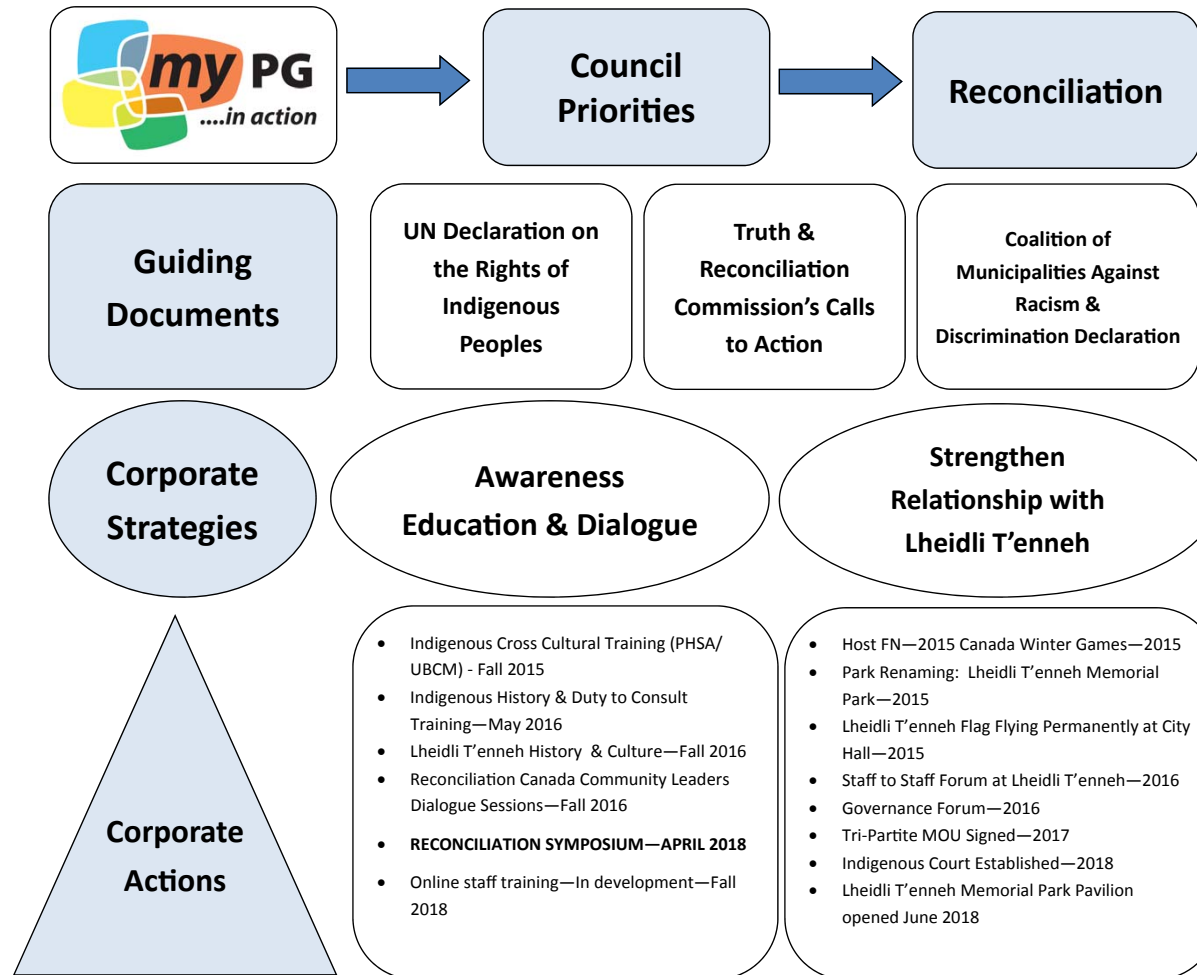 my PG
....in action
Council
Priorities
Reconciliation
Guiding
Documents
UN Declaration on
the Rights of
Indigenous
Peoples
Truth &
Reconciliation
Commission’s Calls
to Action
Coalition of
Municipalities Against
Racism &
Discrimination Declaration
Corporate
Strategies
Awareness
Education & Dialogue
Strengthen
Relationship with
Lheidli T’enneh
Corporate
Actions
• Indigenous Cross Cultural Training (PHSA/
UBCM) - Fall 2015
• Indigenous History & Duty to Consult
Training—May 2016
• Lheidli T’enneh History & Culture—Fall 2016
• Reconciliation Canada Community Leaders
Dialogue Sessions—Fall 2016
• RECONCILIATION SYMPOSIUM—APRIL 2018
• Online staff training—In development—Fall
2018
• Host FN—2015 Canada Winter Games—2015
• Park Renaming: Lheidli T’enneh Memorial
Park—2015
• Lheidli T’enneh Flag Flying Permanently at City
Hall—2015
• Staff to Staff Forum at Lheidli T’enneh—2016
• Governance Forum—2016
• Tri-Partite MOU Signed—2017
• Indigenous Court Established—2018
• Lheidli T’enneh Memorial Park Pavilion
opened June 2018